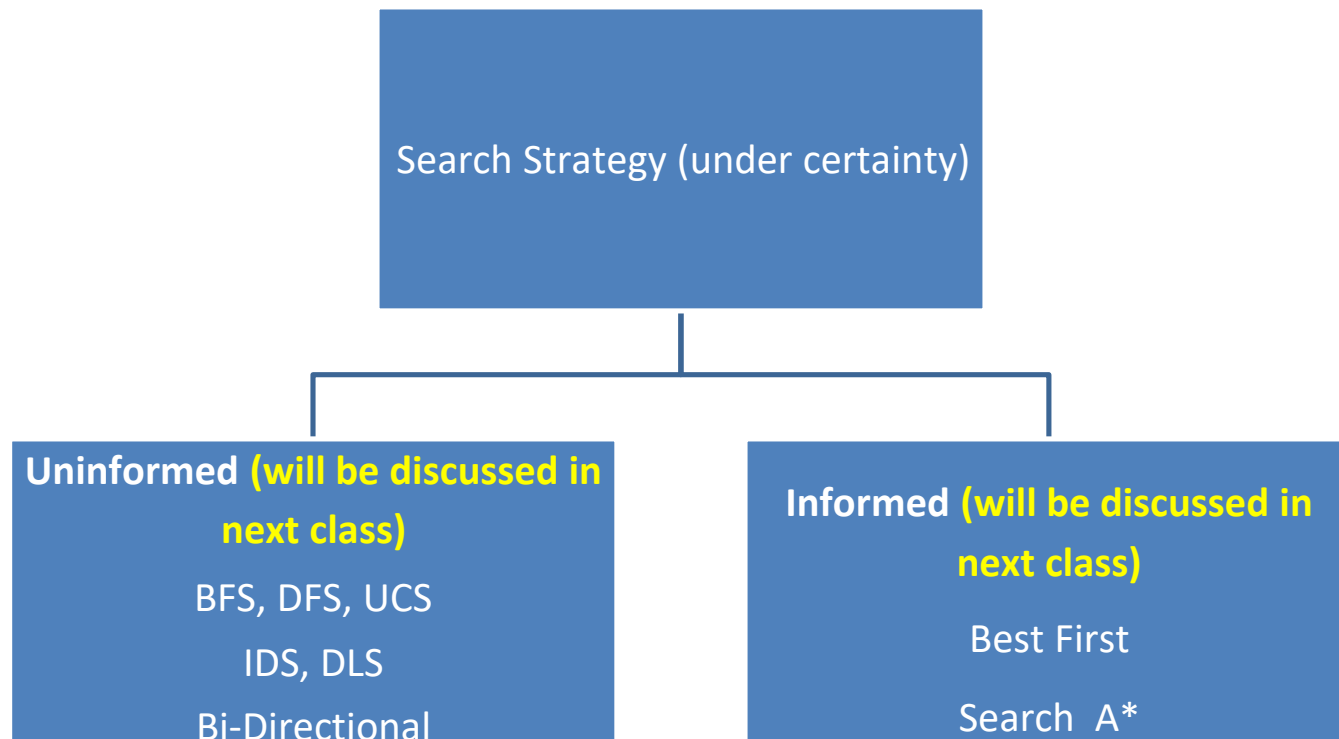 Search Strategy (under certainty)
Uninformed (will be discussed in
next class)
BFS, DFS, UCS
IDS, DLS
Bi-Directional
Informed (will be discussed in
next class)
Best First
Search A*